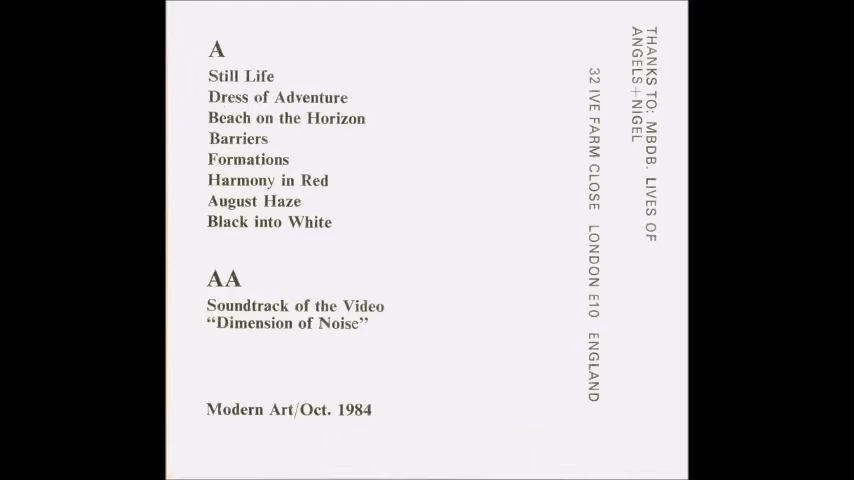 A
Still Life
Dress of Adventure
Beach on the Horizon
Barriers
Formations
Harmony in Red
August Haze
Black into White
AA
Soundtrack of the Video
“Dimension of Noise”
Modern Art/Oct. 1984
THANKS TO: MBDB. LIVES OF
ANGELS+NIGEL
32 IVE FARM CLOSE LONDON E10 ENGLAND